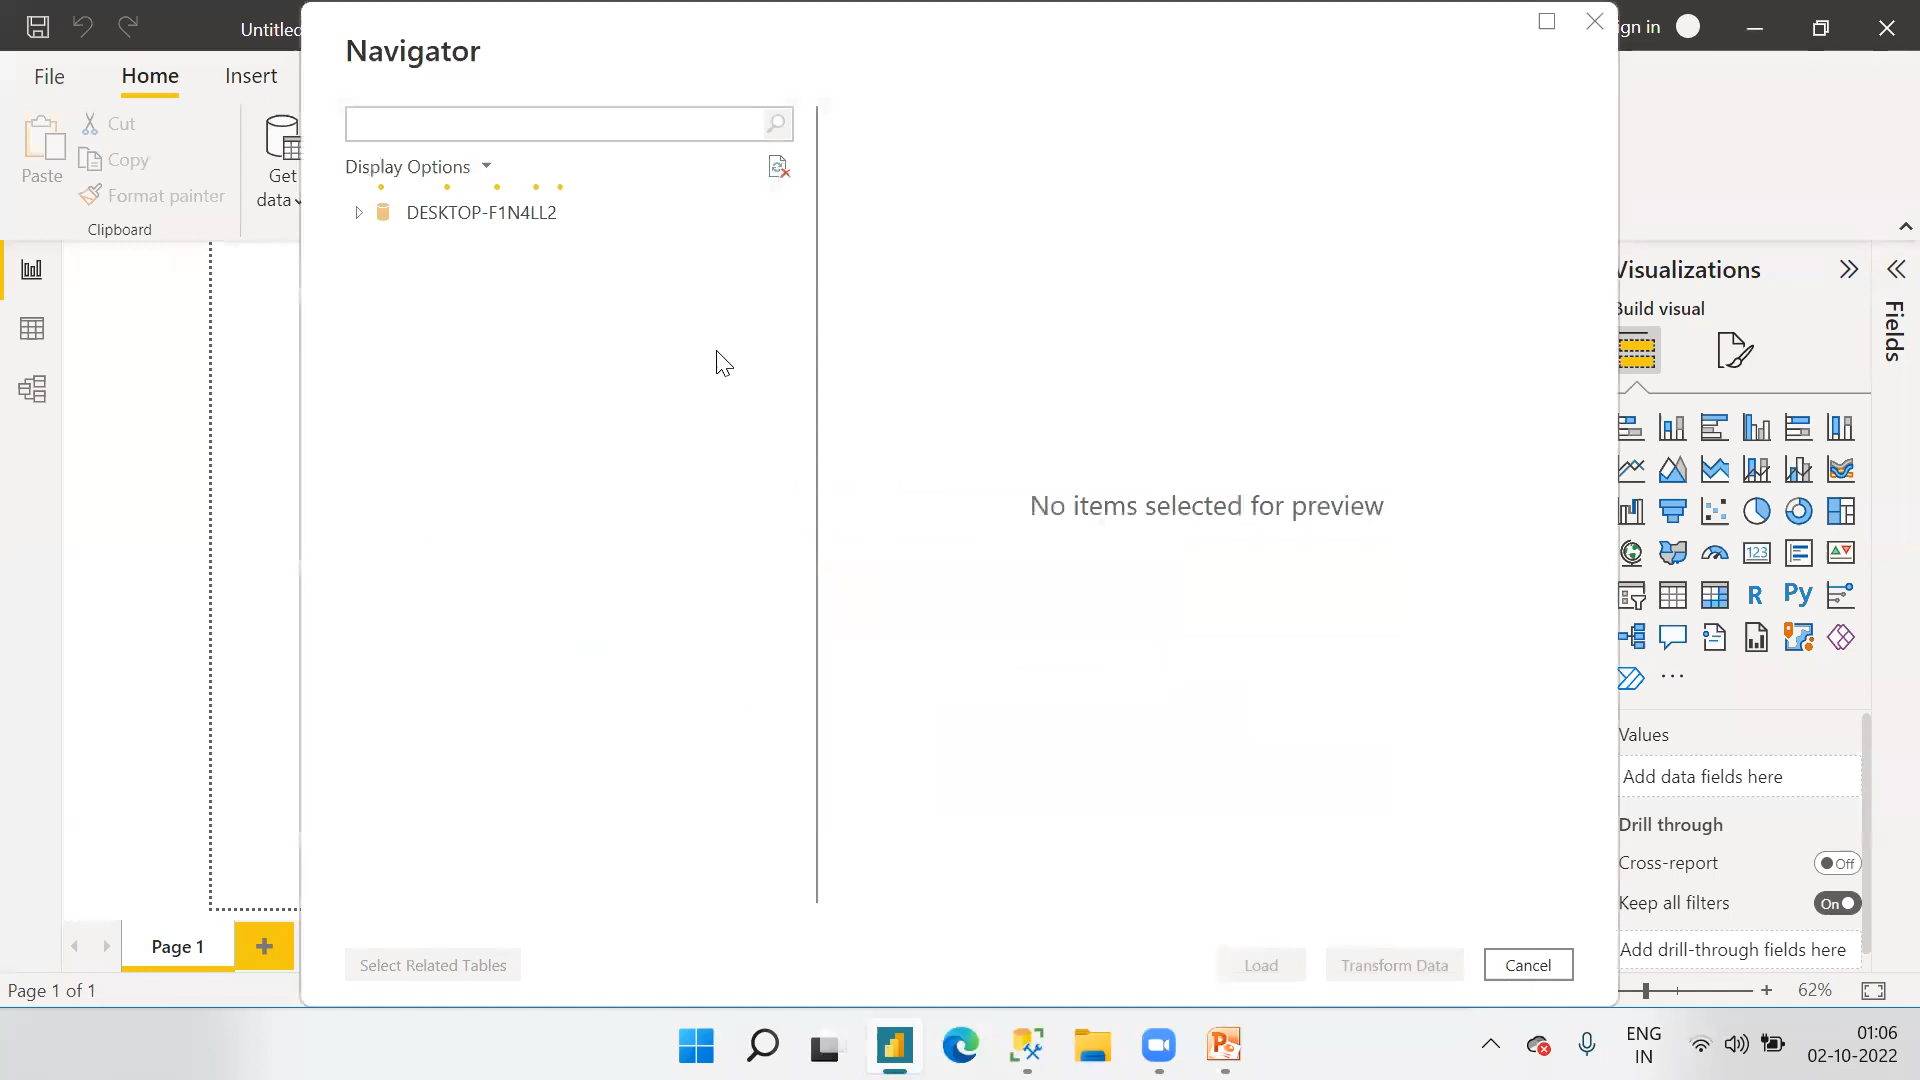 Untitled
Navigator
gn in
File
Home
Insert
Cut
Copy
Format painter
Paste
Clipboard
Get
data
Display Options
DESKTOP-F1N4LL2
No items selected for preview
Select Related Tables
Load
Transform Data
Cancel
Visualizations
Build visual
Fields
123
R
Py
Values
Add data fields here
Drill through
Cross-report
Off
Keep all filters
On
Add drill-through fields here
Page 1
Page 1 of 1
62%
ENG
IN
01:06
02-10-2022